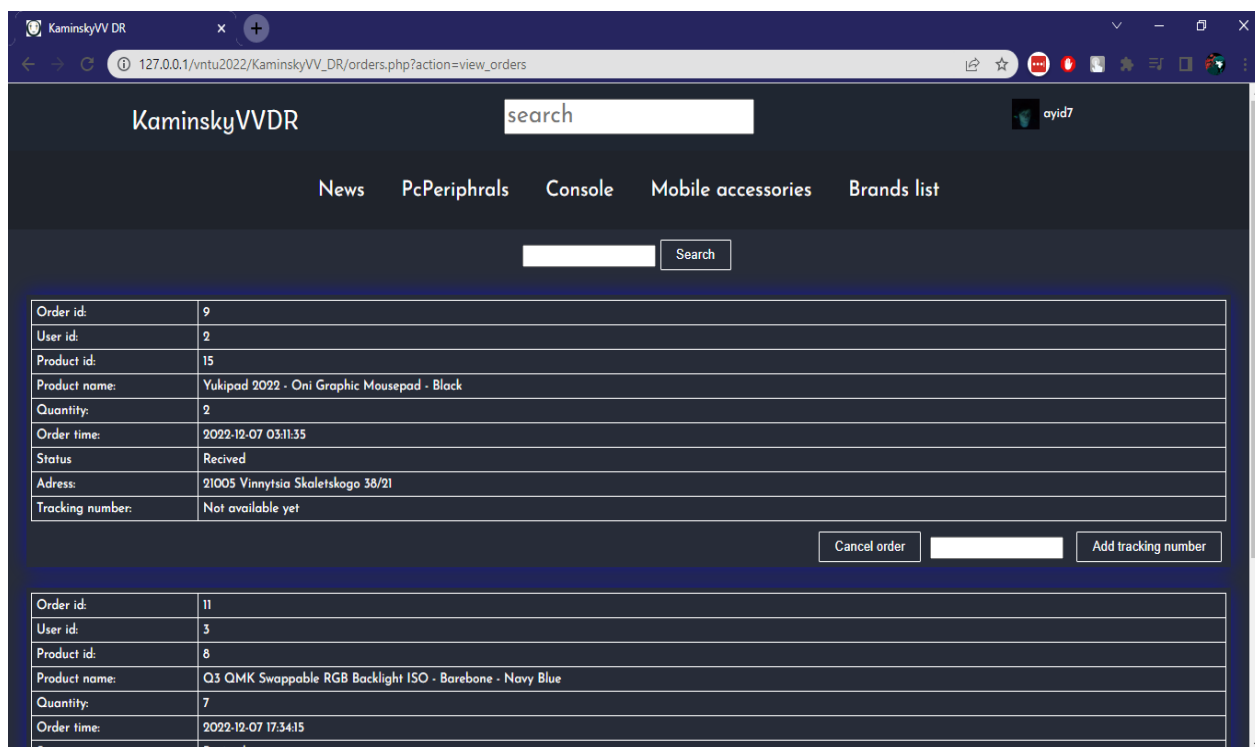 KaminskyVV DR
127.0.0.1/vntu2022/KaminskyVV_DR/orders.php?action=view_orders
KaminskyVVDR
search
ayid7
News PcPeriphrals Console Mobile accessories Brands list
Search
Order id: 9
User id: 2
Product id: 15
Product name: Yukipad 2022 - Oni Graphic Mousepad - Black
Quantity: 2
Order time: 2022-12-07 03:11:35
Status Recived
Adress: 21005 Vinnytsia Skaletskogo 38/21
Tracking number: Not available yet
Cancel order Add tracking number
Order id: 11
User id: 3
Product id: 8
Product name: Q3 QMK Swappable RGB Backlight ISO - Barebone - Navy Blue
Quantity: 7
Order time: 2022-12-07 17:34:15